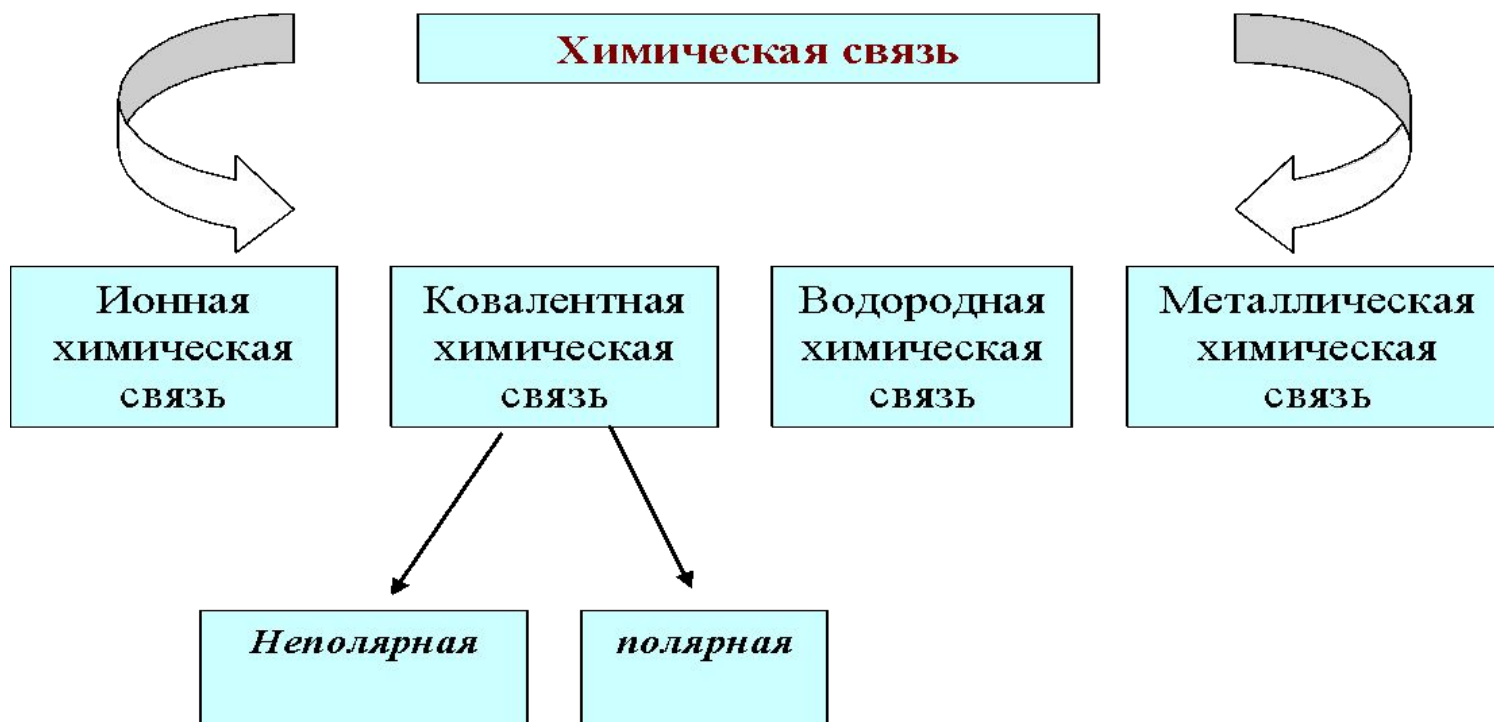 Химическая связь
Ионная
химическая
связь
Ковалентная
химическая
связь
Водородная
химическая
связь
Металлическая
химическая
связь
Неполярная
полярная